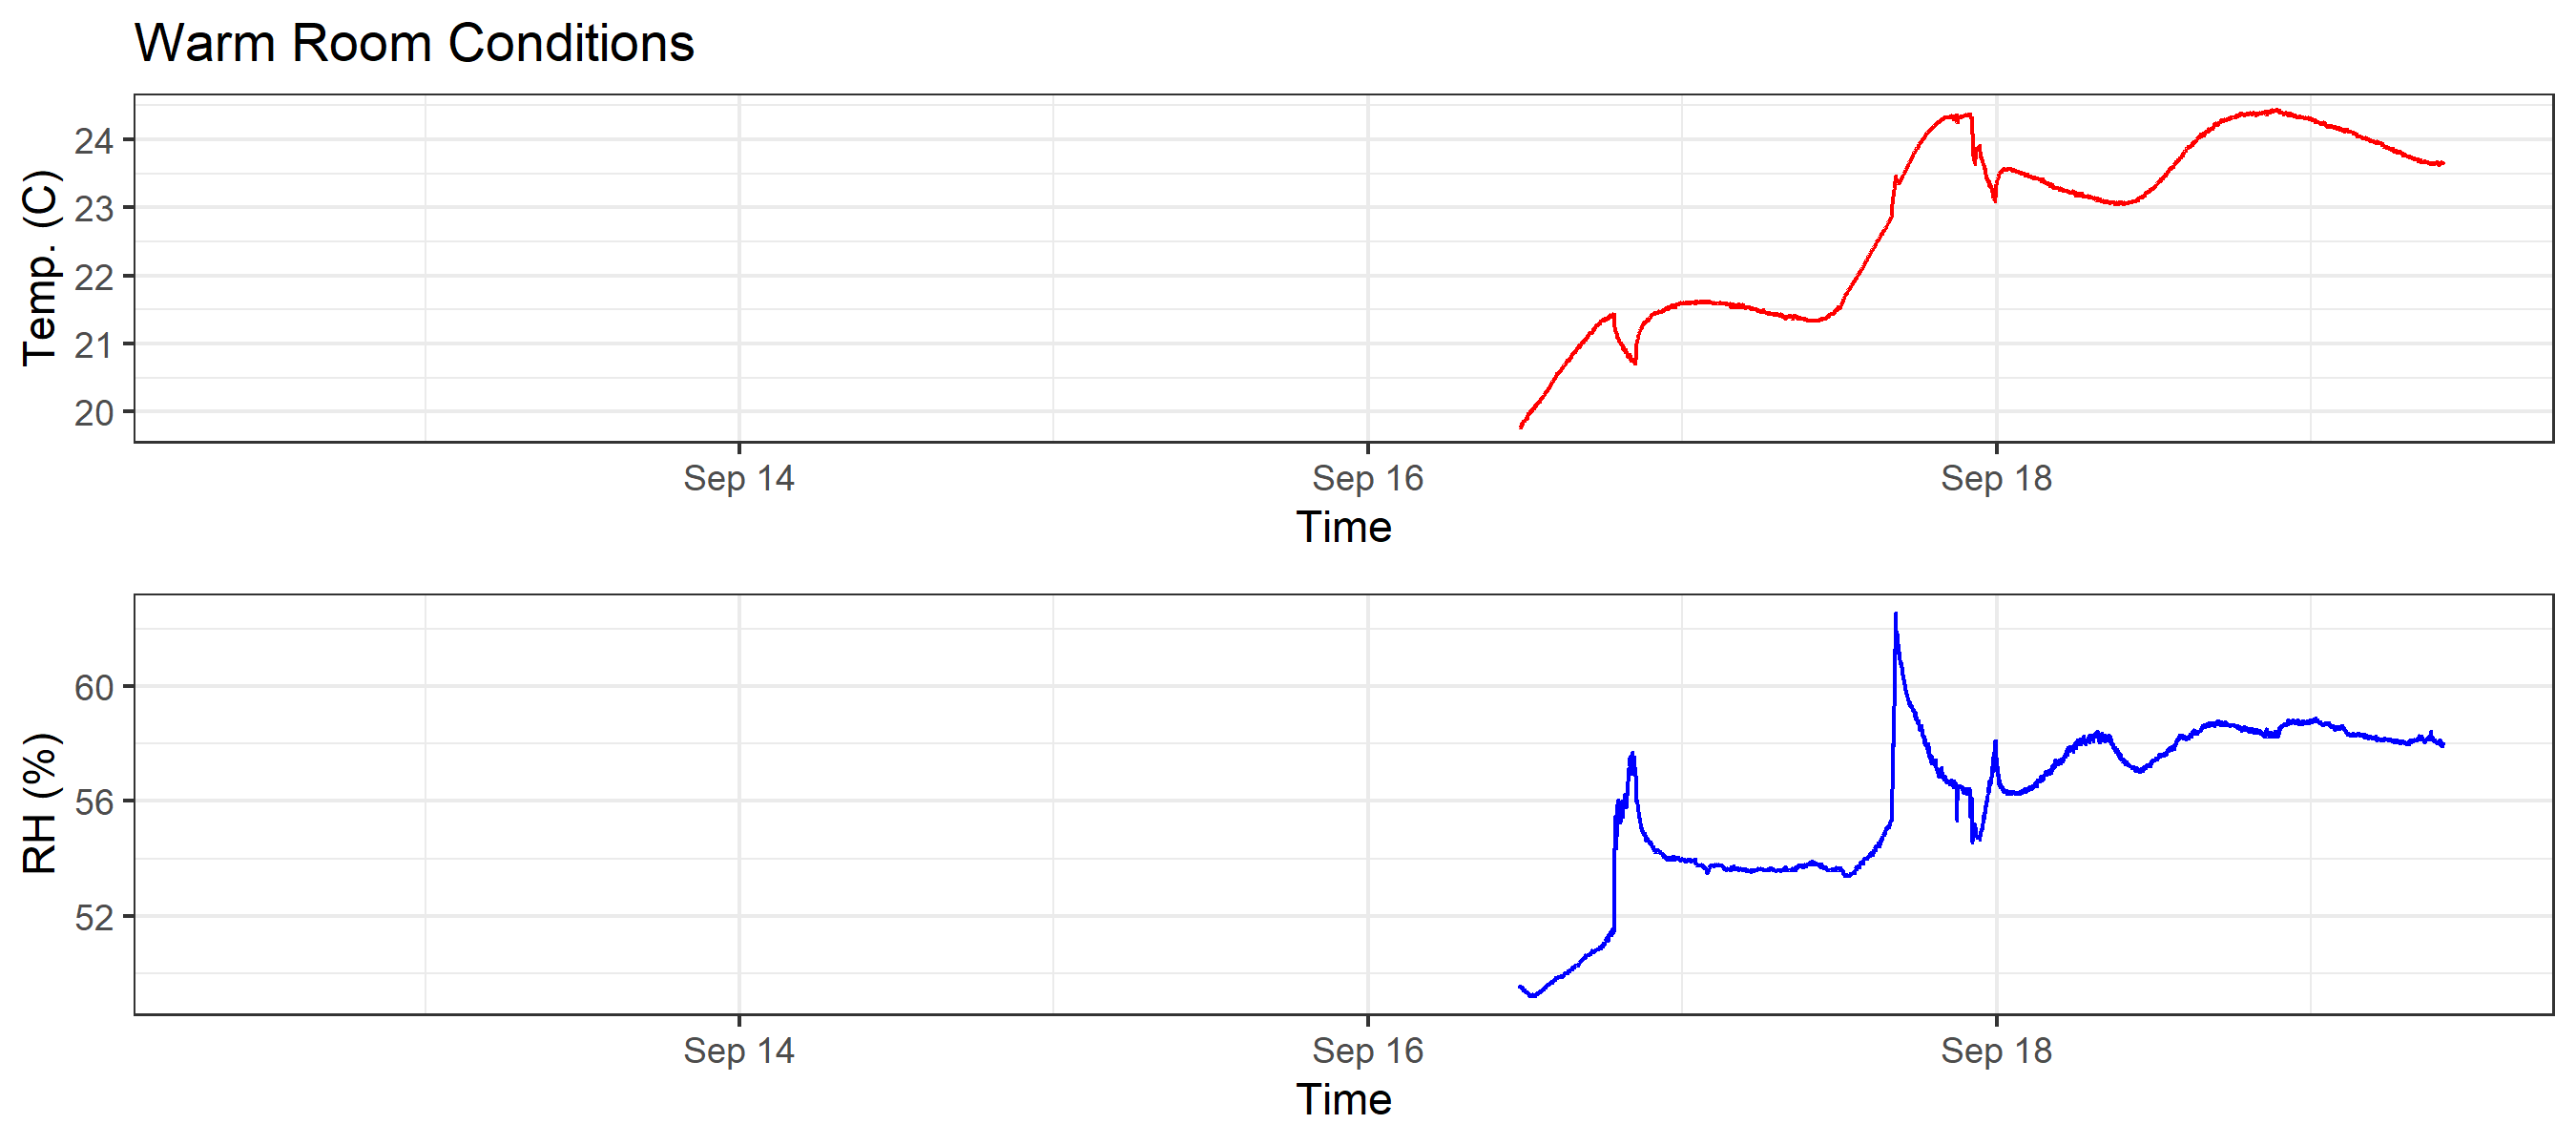 Warm Room Conditions
Temp. (C)
24
23
22
21
20
Sep 14 Sep 16 Sep 18
Time
RH (%)
60
56
52
Sep 14 Sep 16 Sep 18
Time